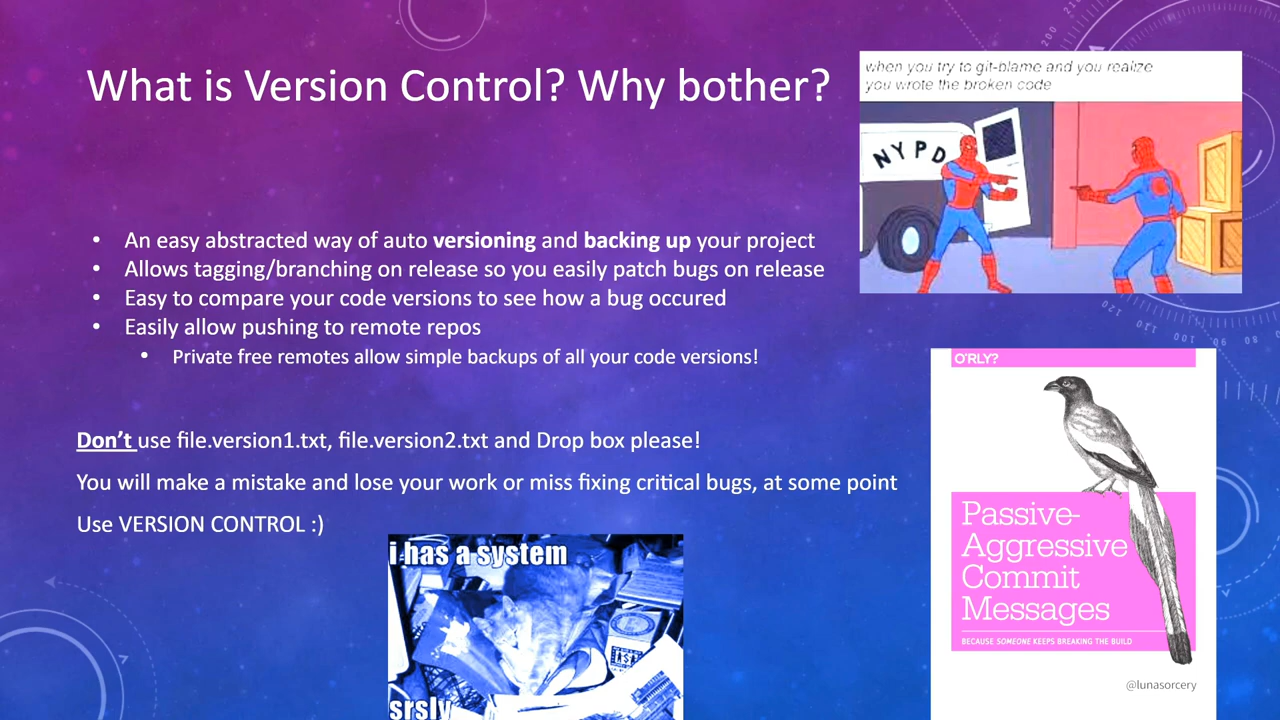 What is Version Control? Why bother?
when you try to git-blame and you realize
you wrote the broken code
NYPD
• An easy abstracted way of auto versioning and backing up your project
• Allows tagging/branching on release so you easily patch bugs on release
• Easy to compare your code versions to see how a bug occured
• Easily allow pushing to remote repos
• Private free remotes allow simple backups of all your code versions!
Don't use file.version1.txt, file.version2.txt and Drop box please!
You will make a mistake and lose your work or miss fixing critical bugs, at some point
Use VERSION CONTROL :)
i has a system
srsly
O'RLY?
Passive-
Aggressive
Commit
Messages
BECAUSE SOMEONE KEEPS BREAKING THE BUILD
@lunasorcery
200
120
110
100
90
80